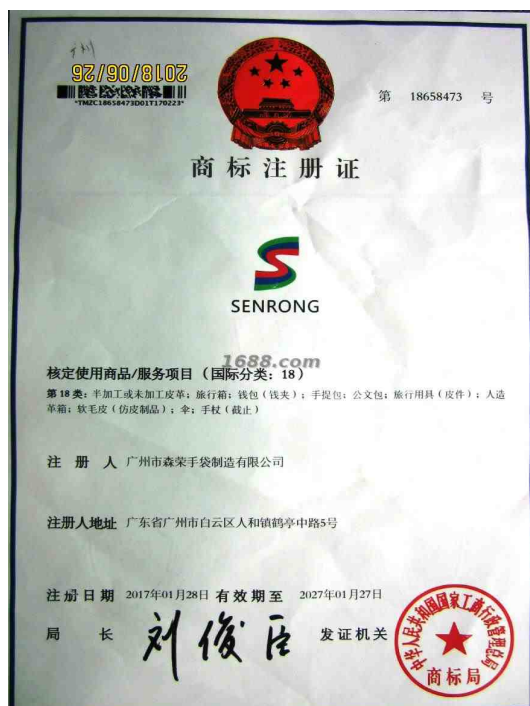 广州
2018/06/26
*TMZC18658473D01T170223*
第 18658473 号
商标注册证
SENRONG
1688.com
核定使用商品/服务项目（国际分类：18）
第 18 类：半加工或未加工皮革；旅行箱；钱包（钱夹）；手提包；公文包；旅行用具（皮件）；人造
革箱；软毛皮（仿皮制品）；伞；手杖（截止）
注 册 人 广州市森荣手袋制造有限公司
注册人地址 广东省广州市白云区人和镇鹤亭中路5号
注册日期 2017年01月28日 有效期至 2027年01月27日
局 长 刘俊臣 发证机关
中华人民共和国国家工商行政管理总局
商标局